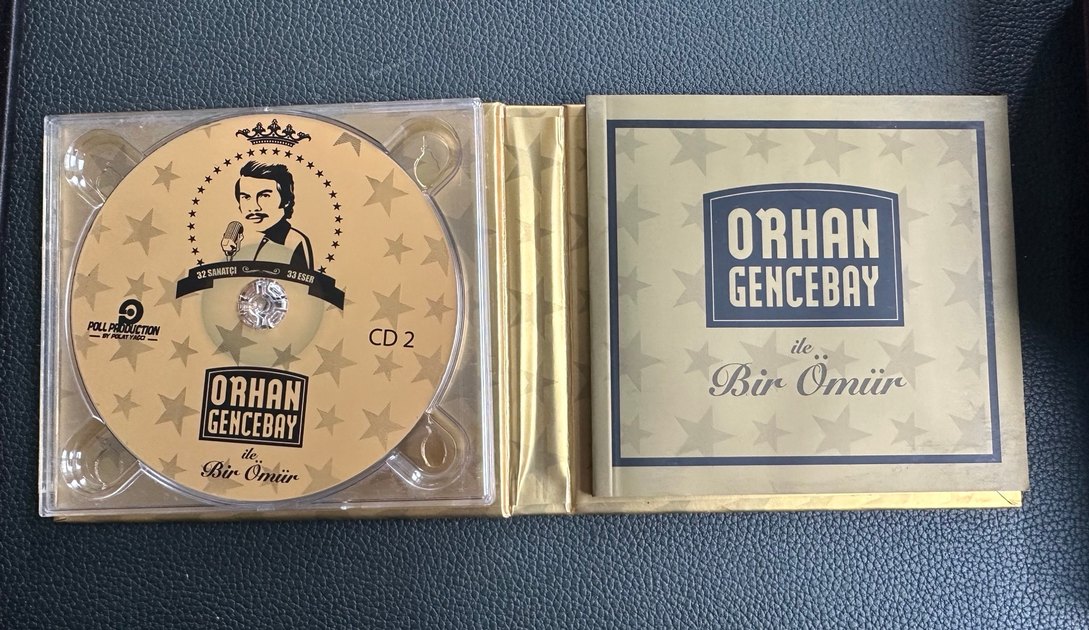 32 SANATÇI 33 ESER
POLL PRODUCTION
BY POLAT YAĞCI
CD 2
ORHAN
GENCEBAY
ile
Bir Ömür
ORHAN
GENCEBAY
ile
Bir Ömür